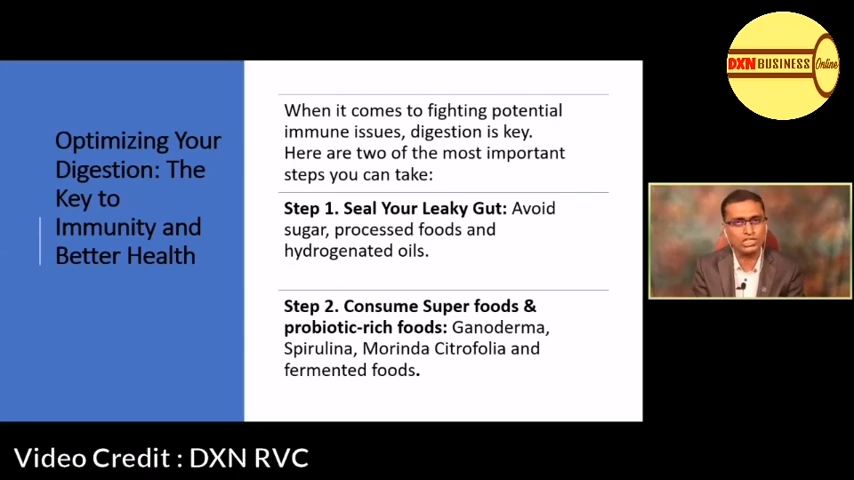 DXN BUSINESS Online
Optimizing Your
Digestion: The
Key to
Immunity and
Better Health
When it comes to fighting potential
immune issues, digestion is key.
Here are two of the most important
steps you can take:
Step 1. Seal Your Leaky Gut: Avoid
sugar, processed foods and
hydrogenated oils.
Step 2. Consume Super foods &
probiotic-rich foods: Ganoderma,
Spirulina, Morinda Citrofolia and
fermented foods.
Video Credit : DXN RVC